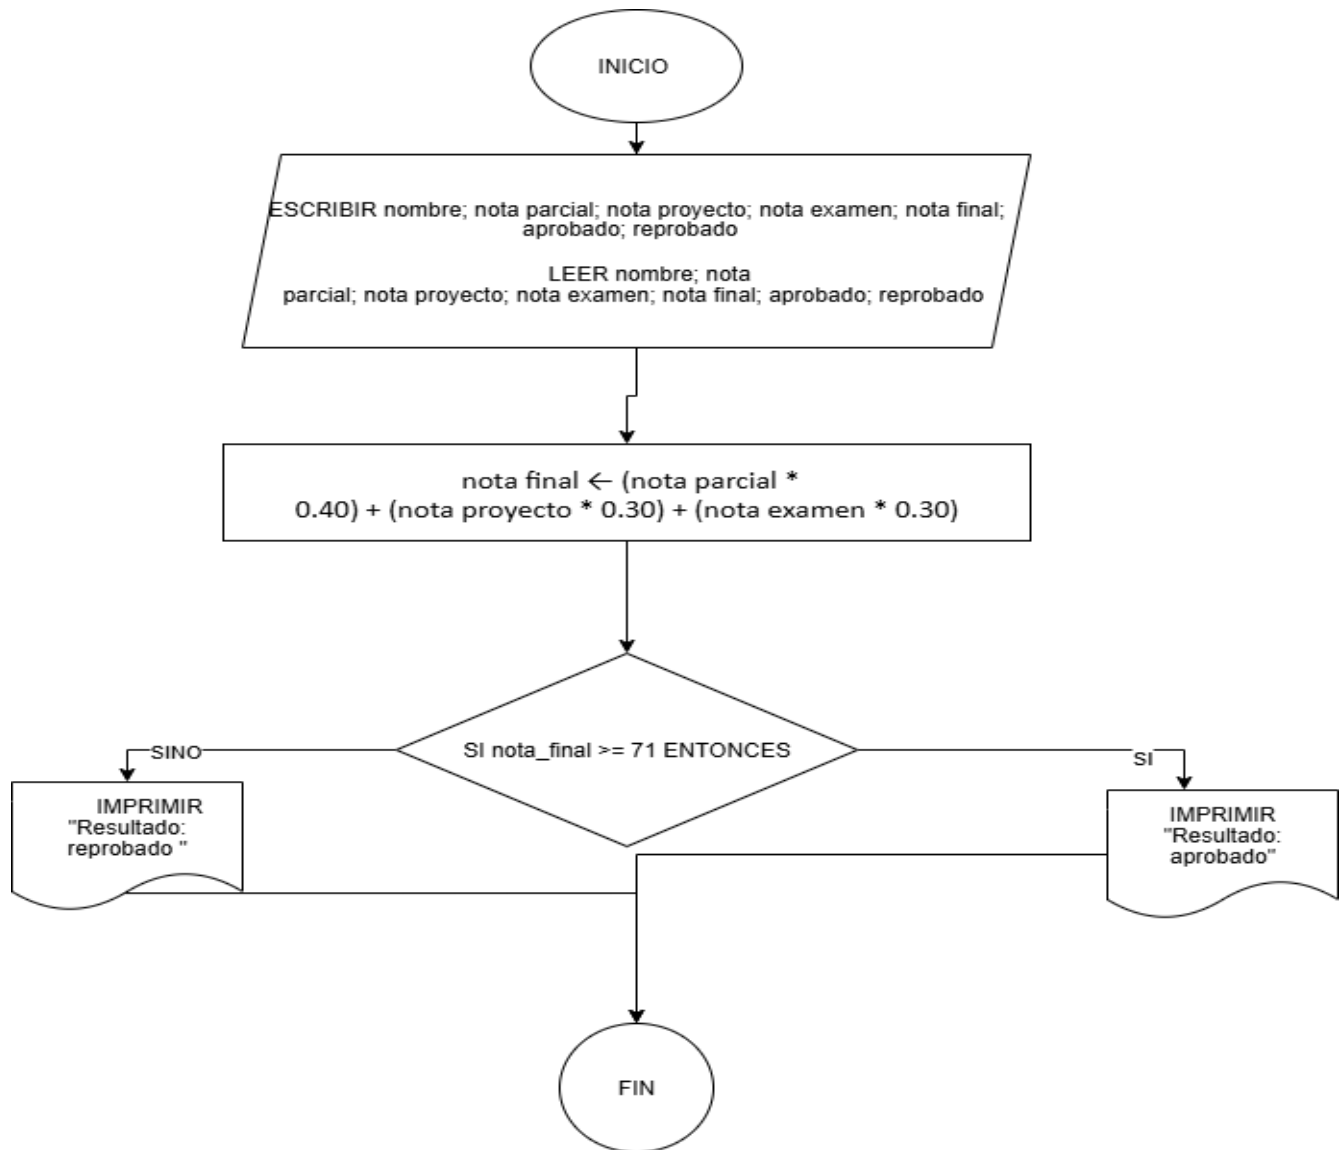 INICIO
ESCRIBIR nombre; nota parcial; nota proyecto; nota examen; nota final;
aprobado; reprobado
LEER nombre; nota
parcial; nota proyecto; nota examen; nota final; aprobado; reprobado
nota final ← (nota parcial *
0.40) + (nota proyecto * 0.30) + (nota examen * 0.30)
SI nota_final >= 71 ENTONCES
SINO
SI
IMPRIMIR
"Resultado:
reprobado "
IMPRIMIR
"Resultado:
aprobado"
FIN